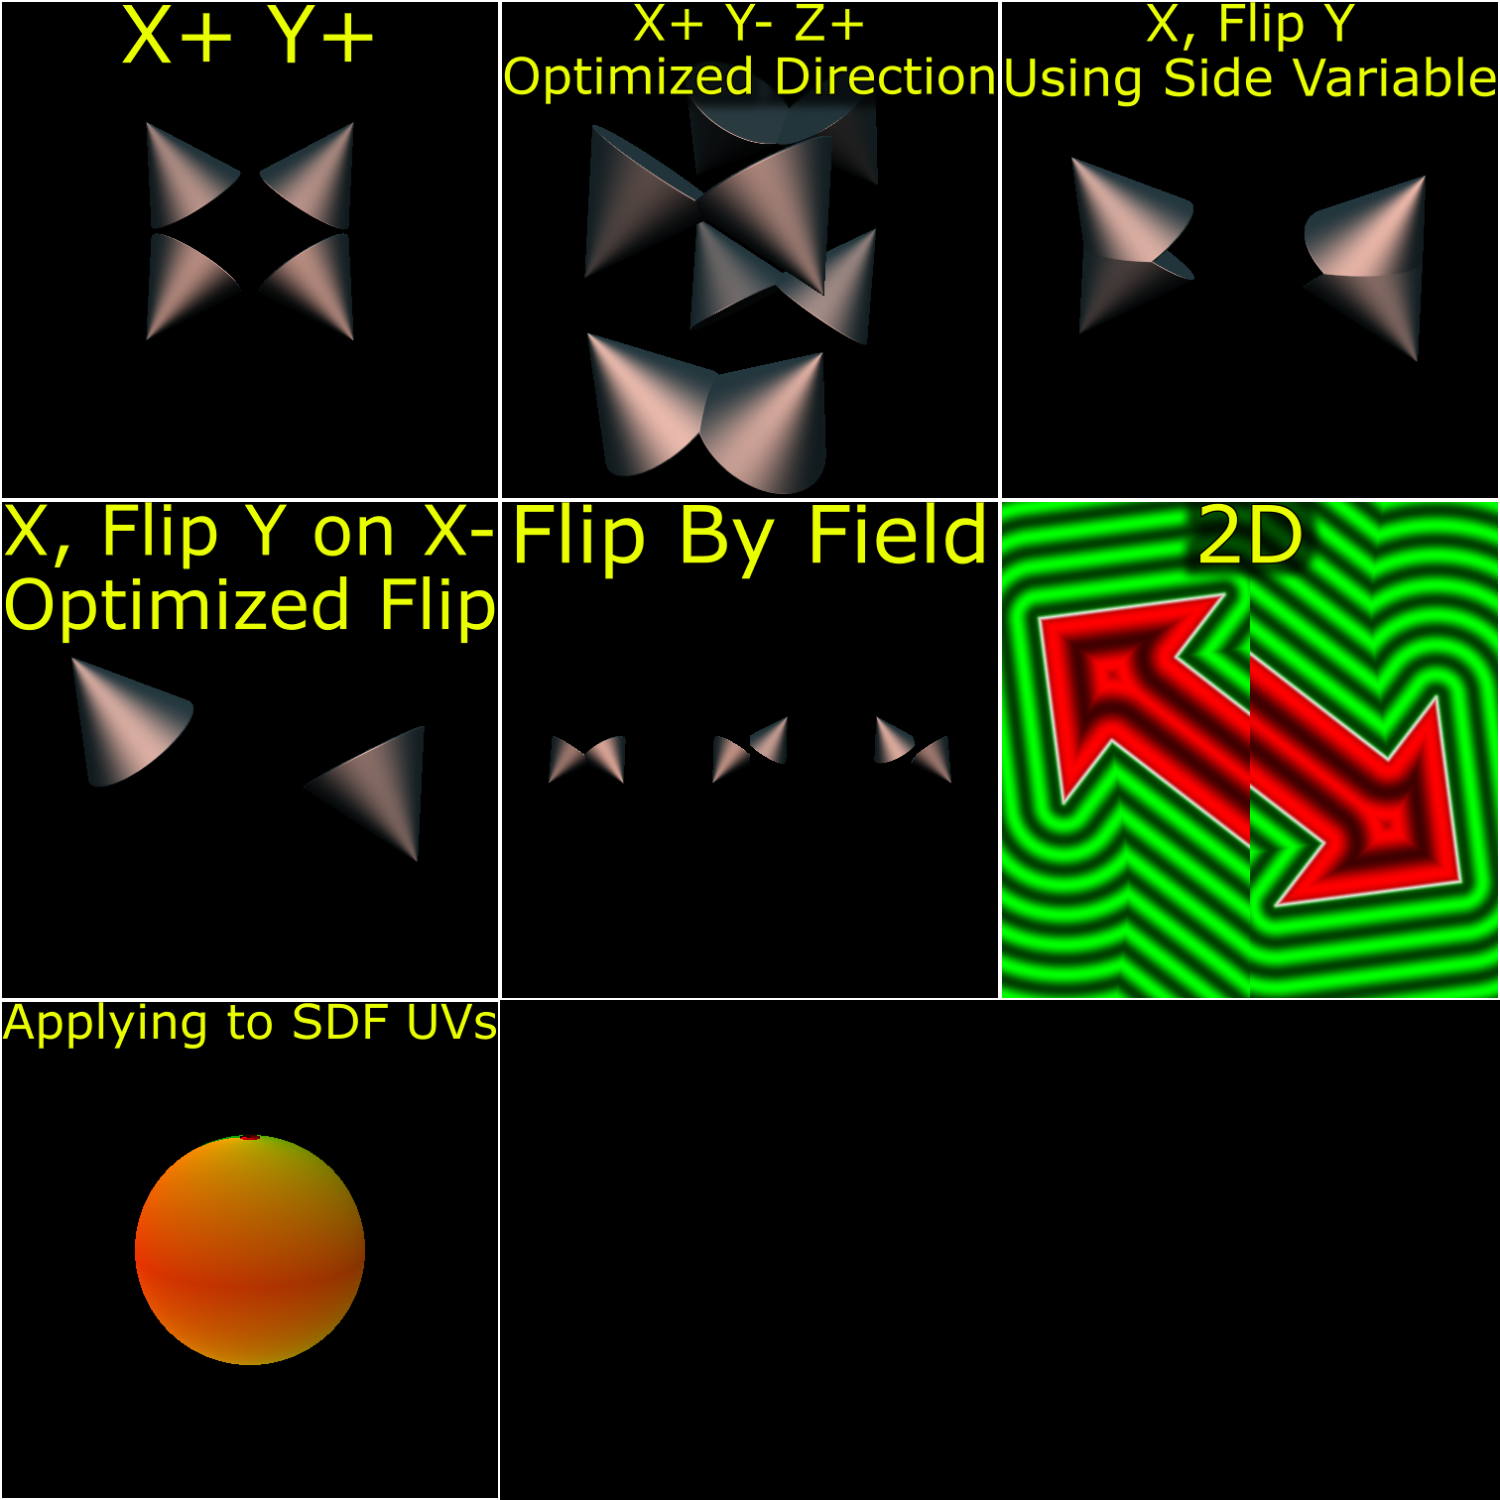 X+ Y+
X+ Y- Z+
Optimized Direction
X, Flip Y
Using Side Variable
X, Flip Y on X-
Optimized Flip
Flip By Field
2D
Applying to SDF UVs